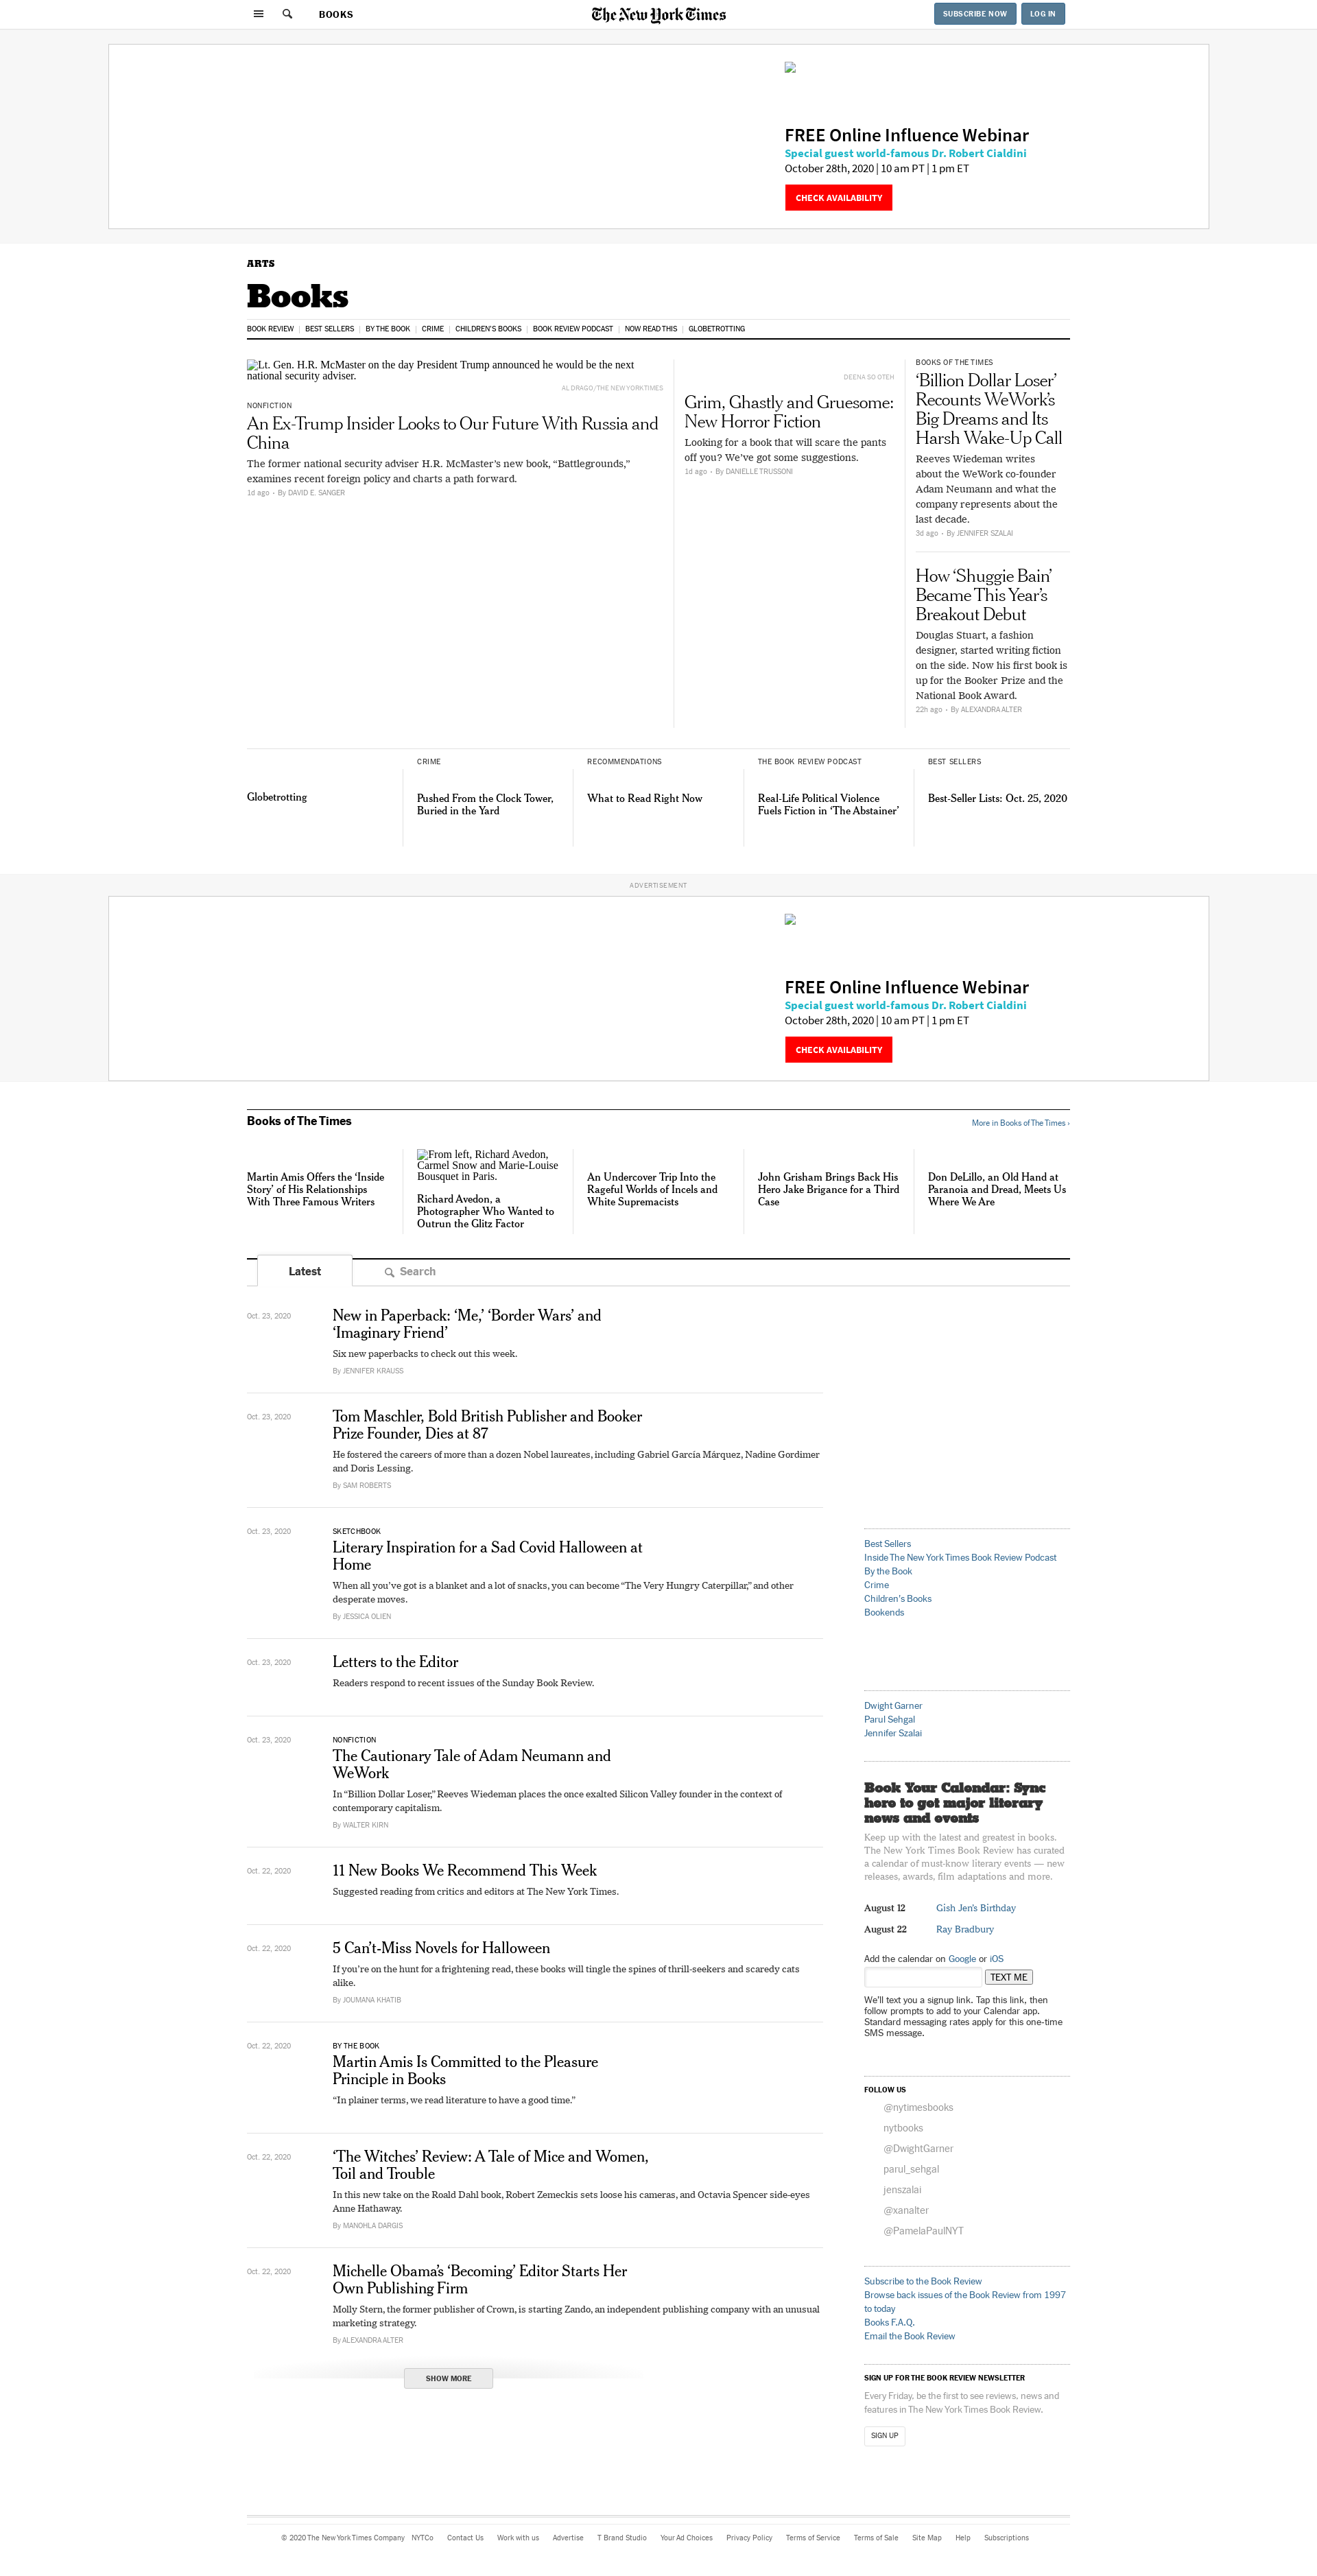 BOOKS
The New York Times
SUBSCRIBE NOW
LOG IN
FREE Online Influence Webinar
Special guest world-famous Dr. Robert Cialdini
October 28th, 2020 | 10 am PT | 1 pm ET
CHECK AVAILABILITY
ARTS
Books
BOOK REVIEW | BEST SELLERS | BY THE BOOK | CRIME | CHILDREN'S BOOKS | BOOK REVIEW PODCAST | NOW READ THIS | GLOBETROTTING
Lt. Gen. H.R. McMaster on the day President Trump announced he would be the next
national security adviser.
AL DRAGO/THE NEW YORK TIMES
NONFICTION
An Ex-Trump Insider Looks to Our Future With Russia and
China
The former national security adviser H.R. McMaster's new book, “Battlegrounds,”
examines recent foreign policy and charts a path forward.
1d ago • By DAVID E. SANGER
DEENA SO OTEH
Grim, Ghastly and Gruesome:
New Horror Fiction
Looking for a book that will scare the pants
off you? We've got some suggestions.
1d ago • By DANIELLE TRUSSONI
BOOKS OF THE TIMES
‘Billion Dollar Loser’
Recounts WeWork's
Big Dreams and Its
Harsh Wake-Up Call
Reeves Wiedeman writes
about the WeWork co-founder
Adam Neumann and what the
company represents about the
last decade.
3d ago • By JENNIFER SZALAI
How ‘Shuggie Bain’
Became This Year's
Breakout Debut
Douglas Stuart, a fashion
designer, started writing fiction
on the side. Now his first book is
up for the Booker Prize and the
National Book Award.
22h ago • By ALEXANDRA ALTER
Globetrotting
CRIME
Pushed From the Clock Tower,
Buried in the Yard
RECOMMENDATIONS
What to Read Right Now
THE BOOK REVIEW PODCAST
Real-Life Political Violence
Fuels Fiction in ‘The Abstainer’
BEST SELLERS
Best-Seller Lists: Oct. 25, 2020
ADVERTISEMENT
FREE Online Influence Webinar
Special guest world-famous Dr. Robert Cialdini
October 28th, 2020 | 10 am PT | 1 pm ET
CHECK AVAILABILITY
Books of The Times
More in Books of The Times ›
Martin Amis Offers the ‘Inside
Story’ of His Relationships
With Three Famous Writers
From left, Richard Avedon,
Carmel Snow and Marie-Louise
Bousquet in Paris.
Richard Avedon, a
Photographer Who Wanted to
Outrun the Glitz Factor
An Undercover Trip Into the
Rageful Worlds of Incels and
White Supremacists
John Grisham Brings Back His
Hero Jake Brigance for a Third
Case
Don DeLillo, an Old Hand at
Paranoia and Dread, Meets Us
Where We Are
Latest
Search
Oct. 23, 2020
New in Paperback: ‘Me,’ ‘Border Wars’ and
‘Imaginary Friend’
Six new paperbacks to check out this week.
By JENNIFER KRAUSS
Oct. 23, 2020
Tom Maschler, Bold British Publisher and Booker
Prize Founder, Dies at 87
He fostered the careers of more than a dozen Nobel laureates, including Gabriel García Márquez, Nadine Gordimer
and Doris Lessing.
By SAM ROBERTS
Oct. 23, 2020
SKETCHBOOK
Literary Inspiration for a Sad Covid Halloween at
Home
When all you've got is a blanket and a lot of snacks, you can become “The Very Hungry Caterpillar,” and other
desperate moves.
By JESSICA OLIEN
Oct. 23, 2020
Letters to the Editor
Readers respond to recent issues of the Sunday Book Review.
Oct. 23, 2020
NONFICTION
The Cautionary Tale of Adam Neumann and
WeWork
In “Billion Dollar Loser,” Reeves Wiedeman places the once exalted Silicon Valley founder in the context of
contemporary capitalism.
By WALTER KIRN
Oct. 22, 2020
11 New Books We Recommend This Week
Suggested reading from critics and editors at The New York Times.
Oct. 22, 2020
5 Can't-Miss Novels for Halloween
If you're on the hunt for a frightening read, these books will tingle the spines of thrill-seekers and scaredy cats
alike.
By JOUMANA KHATIB
Oct. 22, 2020
BY THE BOOK
Martin Amis Is Committed to the Pleasure
Principle in Books
“In plainer terms, we read literature to have a good time.”
Oct. 22, 2020
‘The Witches’ Review: A Tale of Mice and Women,
Toil and Trouble
In this new take on the Roald Dahl book, Robert Zemeckis sets loose his cameras, and Octavia Spencer side-eyes
Anne Hathaway.
By MANOHLA DARGIS
Oct. 22, 2020
Michelle Obama's ‘Becoming’ Editor Starts Her
Own Publishing Firm
Molly Stern, the former publisher of Crown, is starting Zando, an independent publishing company with an unusual
marketing strategy.
By ALEXANDRA ALTER
SHOW MORE
Best Sellers
Inside The New York Times Book Review Podcast
By the Book
Crime
Children's Books
Bookends
Dwight Garner
Parul Sehgal
Jennifer Szalai
Book Your Calendar: Sync
here to get major literary
news and events
Keep up with the latest and greatest in books.
The New York Times Book Review has curated
a calendar of must-know literary events — new
releases, awards, film adaptations and more.
August 12 Gish Jen's Birthday
August 22 Ray Bradbury
Add the calendar on Google or iOS
TEXT ME
We'll text you a signup link. Tap this link, then
follow prompts to add to your Calendar app.
Standard messaging rates apply for this one-time
SMS message.
FOLLOW US
@nytimesbooks
nytbooks
@DwightGarner
parul_sehgal
jenszalai
@xanalter
@PamelaPaulNYT
Subscribe to the Book Review
Browse back issues of the Book Review from 1997
to today
Books F.A.Q.
Email the Book Review
SIGN UP FOR THE BOOK REVIEW NEWSLETTER
Every Friday, be the first to see reviews, news and
features in The New York Times Book Review.
SIGN UP
© 2020 The New York Times Company NYTCo Contact Us Work with us Advertise T Brand Studio Your Ad Choices Privacy Policy Terms of Service Terms of Sale Site Map Help Subscriptions